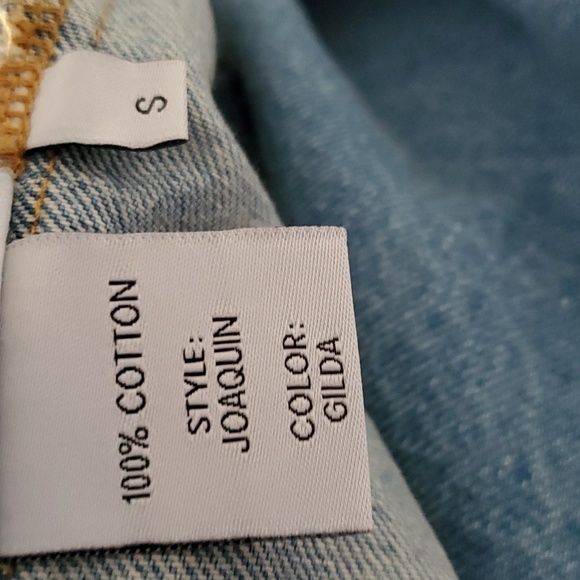 S
100% COTTON
STYLE:
JOAQUIN
COLOR:
GILDA